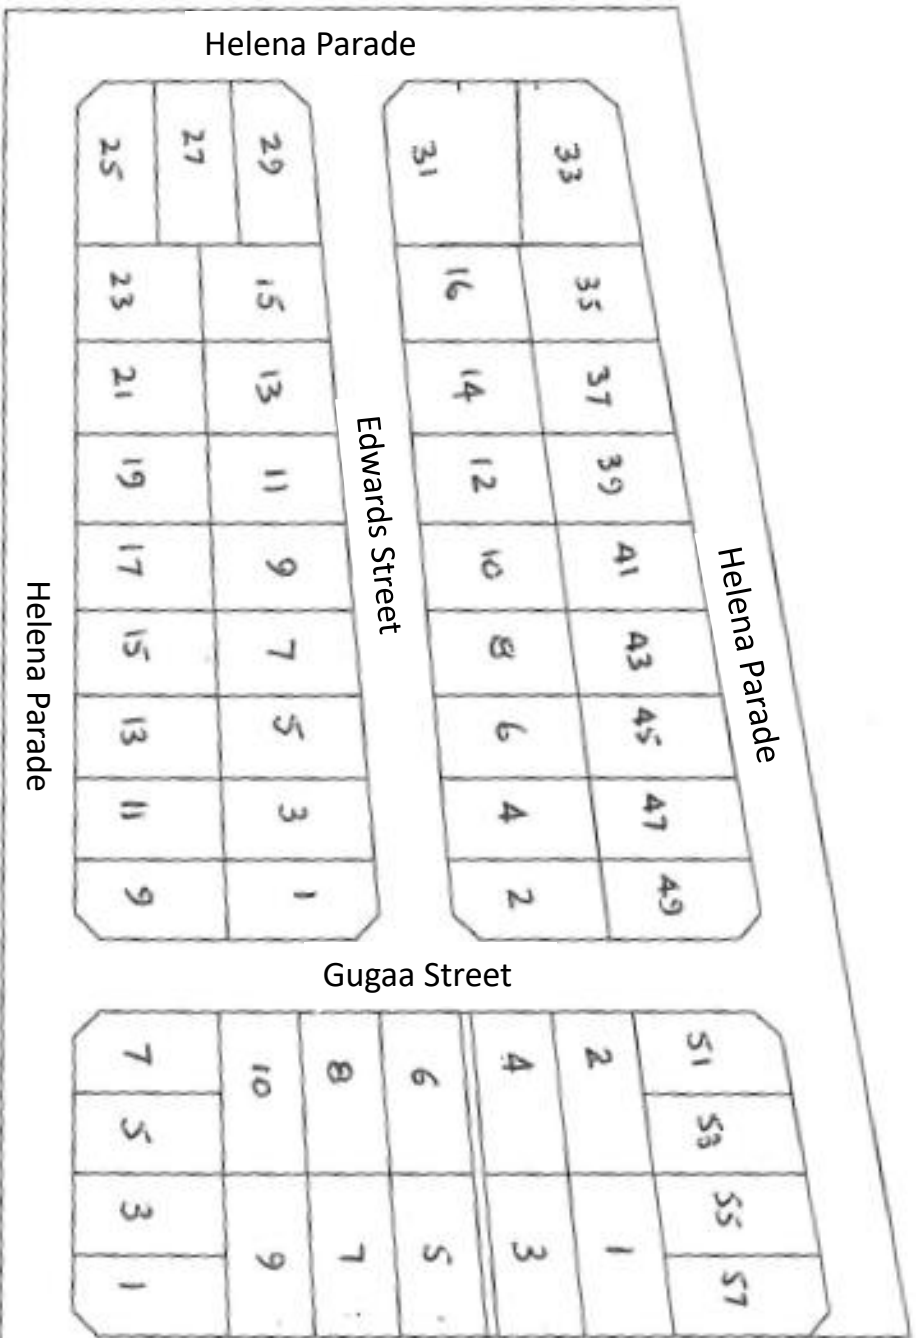 Helena Parade
25 27 29 31 33
23 15 16 35
21 13 14 37
19 11 12 39
Edwards Street
17 9 10 41
15 7 8 43
Helena Parade
Helena Parade
13 5 6 45
11 3 4 47
9 1 2 49
Gugaa Street
7 10 8 6 4 2 51
5 53
3 9 7 5 3 1 55
1 57